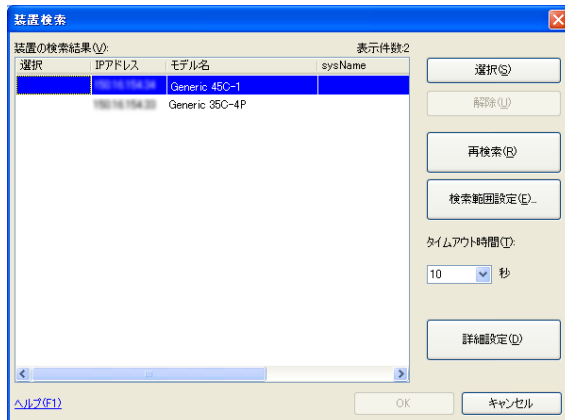 装置検索
装置の検索結果(V): 表示件数:2
選択 IPアドレス モデル名 sysName
Generic 45C-1
Generic 35C-4P
選択(S)
解除(U)
再検索(R)
検索範囲設定(E)...
タイムアウト時間(T):
10 秒
詳細設定(D)
ヘルプ(F1)
OK キャンセル